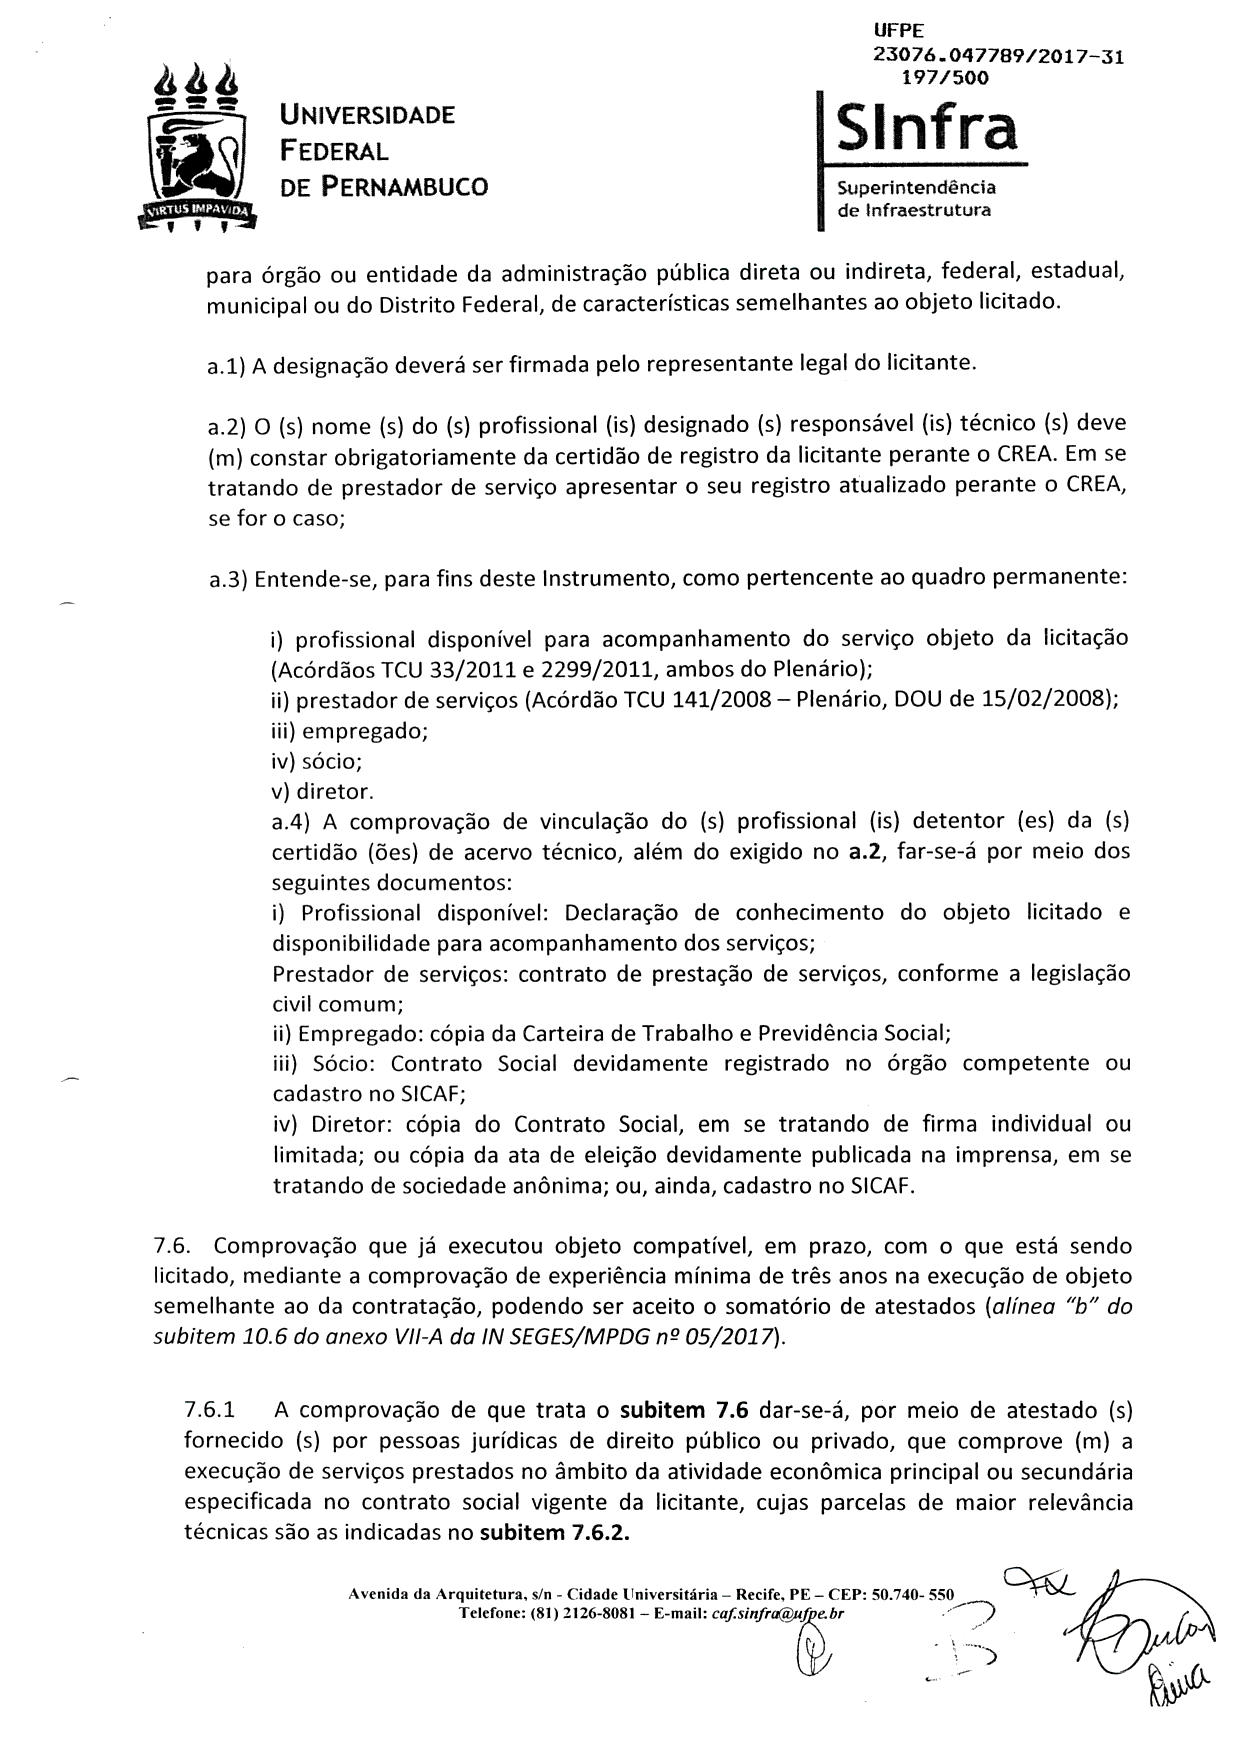 UFPE
23076.047789/2017-31
197/500
UNIVERSIDADE
FEDERAL
DE PERNAMBUCO
VIRTUS IMPAVIDA
SInfra
Superintendência
de Infraestrutura
para órgão ou entidade da administração pública direta ou indireta, federal, estadual,
municipal ou do Distrito Federal, de características semelhantes ao objeto licitado.
a.1) A designação deverá ser firmada pelo representante legal do licitante.
a.2) O (s) nome (s) do (s) profissional (is) designado (s) responsável (is) técnico (s) deve
(m) constar obrigatoriamente da certidão de registro da licitante perante o CREA. Em se
tratando de prestador de serviço apresentar o seu registro atualizado perante o CREA,
se for o caso;
a.3) Entende-se, para fins deste Instrumento, como pertencente ao quadro permanente:
i) profissional disponível para acompanhamento do serviço objeto da licitação
(Acórdãos TCU 33/2011 e 2299/2011, ambos do Plenário);
ii) prestador de serviços (Acórdão TCU 141/2008 – Plenário, DOU de 15/02/2008);
iii) empregado;
iv) sócio;
v) diretor.
a.4) A comprovação de vinculação do (s) profissional (is) detentor (es) da (s)
certidão (ões) de acervo técnico, além do exigido no a.2, far-se-á por meio dos
seguintes documentos:
i) Profissional disponível: Declaração de conhecimento do objeto licitado e
disponibilidade para acompanhamento dos serviços;
Prestador de serviços: contrato de prestação de serviços, conforme a legislação
civil comum;
ii) Empregado: cópia da Carteira de Trabalho e Previdência Social;
iii) Sócio: Contrato Social devidamente registrado no órgão competente ou
cadastro no SICAF;
iv) Diretor: cópia do Contrato Social, em se tratando de firma individual ou
limitada; ou cópia da ata de eleição devidamente publicada na imprensa, em se
tratando de sociedade anônima; ou, ainda, cadastro no SICAF.
7.6. Comprovação que já executou objeto compatível, em prazo, com o que está sendo
licitado, mediante a comprovação de experiência mínima de três anos na execução de objeto
semelhante ao da contratação, podendo ser aceito o somatório de atestados (alínea "b" do
subitem 10.6 do anexo VII-A da IN SEGES/MPDG nº 05/2017).
7.6.1 A comprovação de que trata o subitem 7.6 dar-se-á, por meio de atestado (s)
fornecido (s) por pessoas jurídicas de direito público ou privado, que comprove (m) a
execução de serviços prestados no âmbito da atividade econômica principal ou secundária
especificada no contrato social vigente da licitante, cujas parcelas de maior relevância
técnicas são as indicadas no subitem 7.6.2.
Avenida da Arquitetura, s/n - Cidade Universitária – Recife, PE – CEP: 50.740- 550
Telefone: (81) 2126-8081 – E-mail: caf.sinfra@ufpe.br